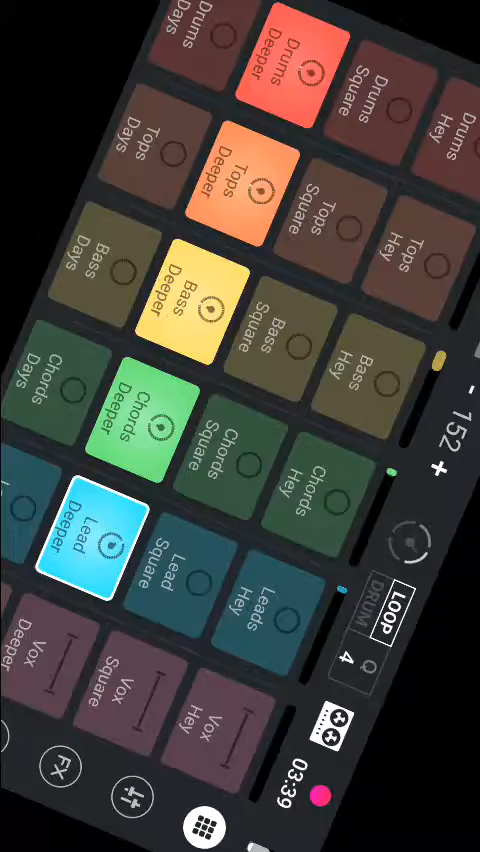 - 152 +
LOOP
DRUM
Q
4
03:39
Drums
Hey
Tops
Hey
Bass
Hey
Chords
Hey
Leads
Hey
Vox
Hey
Drums
Square
Tops
Square
Bass
Square
Chords
Square
Lead
Square
Vox
Square
Drums
Deeper
Tops
Deeper
Bass
Deeper
Chords
Deeper
Lead
Deeper
Vox
Deeper
Drums
Days
Tops
Days
Bass
Days
Chords
Days
FX